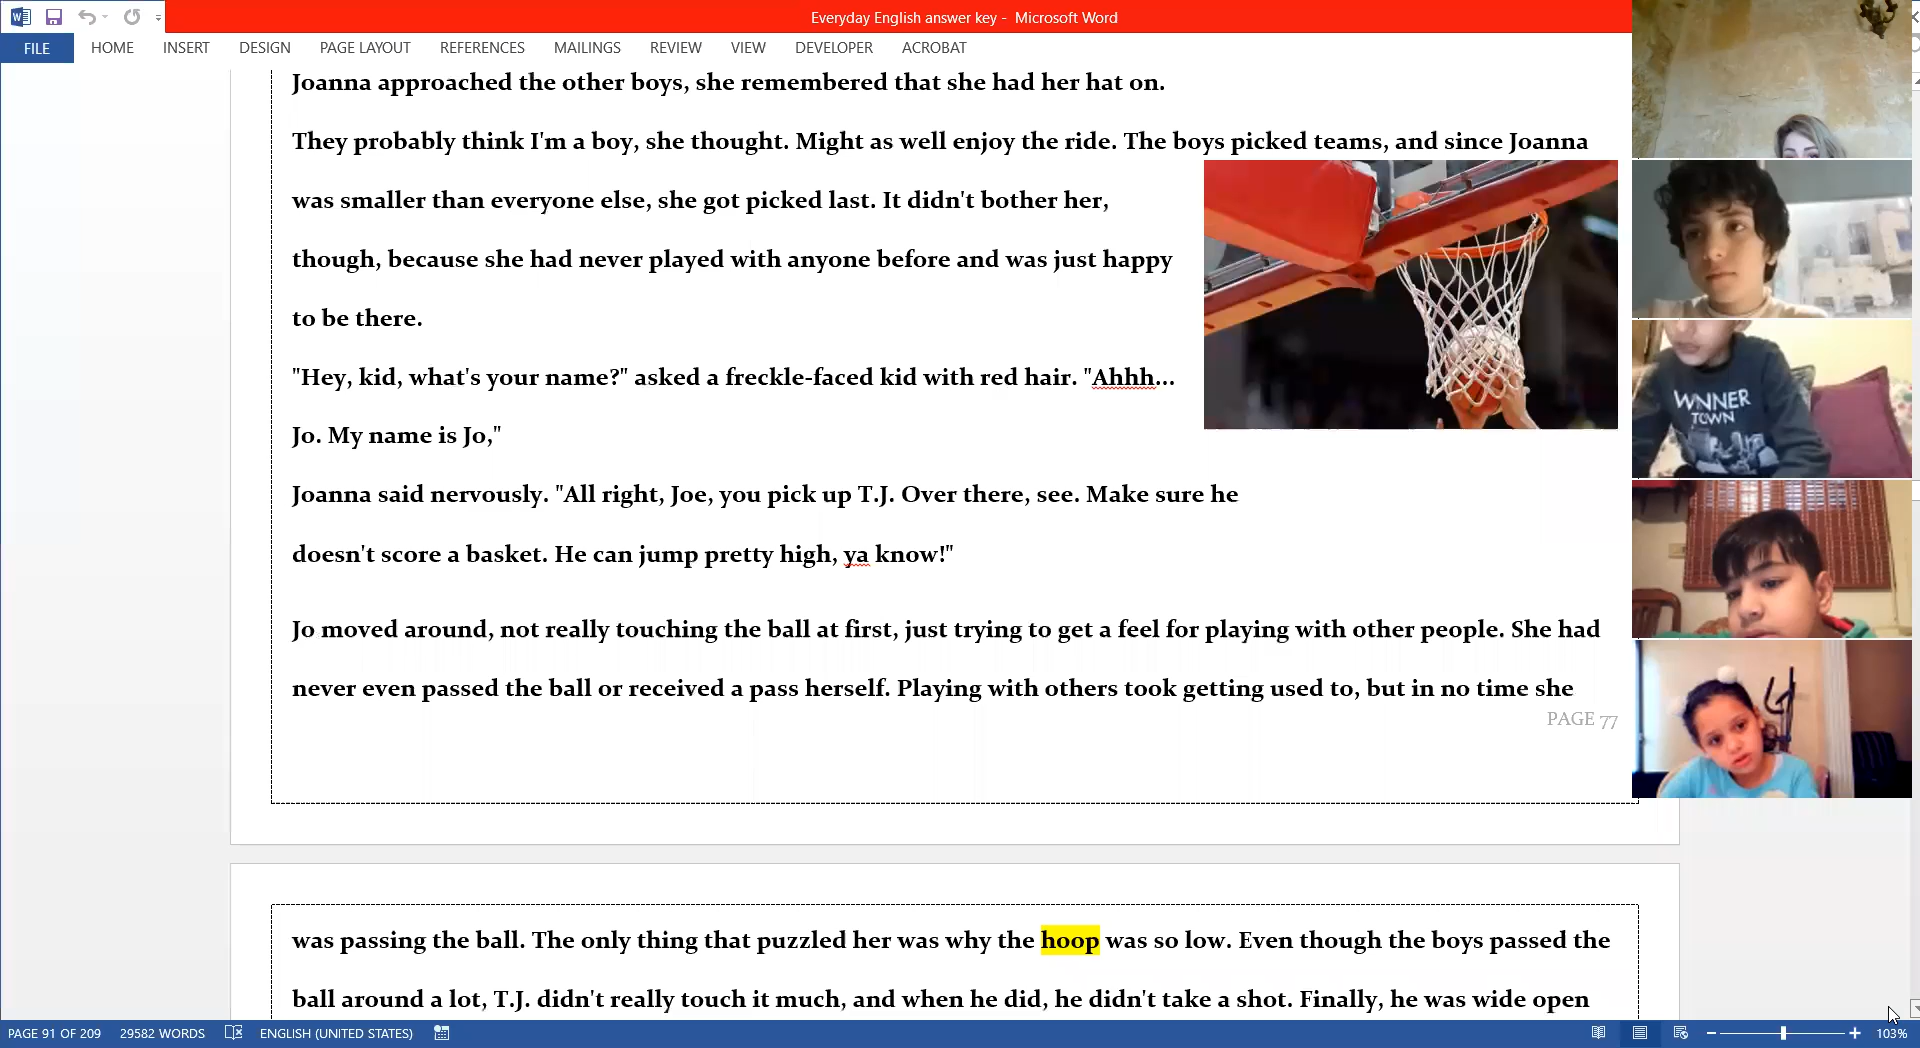 Everyday English answer key - Microsoft Word
FILE HOME INSERT DESIGN PAGE LAYOUT REFERENCES MAILINGS REVIEW VIEW DEVELOPER ACROBAT
Joanna approached the other boys, she remembered that she had her hat on.
They probably think I'm a boy, she thought. Might as well enjoy the ride. The boys picked teams, and since Joanna
was smaller than everyone else, she got picked last. It didn't bother her,
though, because she had never played with anyone before and was just happy
to be there.
"Hey, kid, what's your name?" asked a freckle-faced kid with red hair. "Ahhh...
Jo. My name is Jo,"
Joanna said nervously. "All right, Joe, you pick up T.J. Over there, see. Make sure he
doesn't score a basket. He can jump pretty high, ya know!"
Jo moved around, not really touching the ball at first, just trying to get a feel for playing with other people. She had
never even passed the ball or received a pass herself. Playing with others took getting used to, but in no time she
PAGE 77
was passing the ball. The only thing that puzzled her was why the hoop was so low. Even though the boys passed the
ball around a lot, T.J. didn't really touch it much, and when he did, he didn't take a shot. Finally, he was wide open
WINNER
TOWN
PAGE 91 OF 209 29582 WORDS ENGLISH (UNITED STATES) 103%